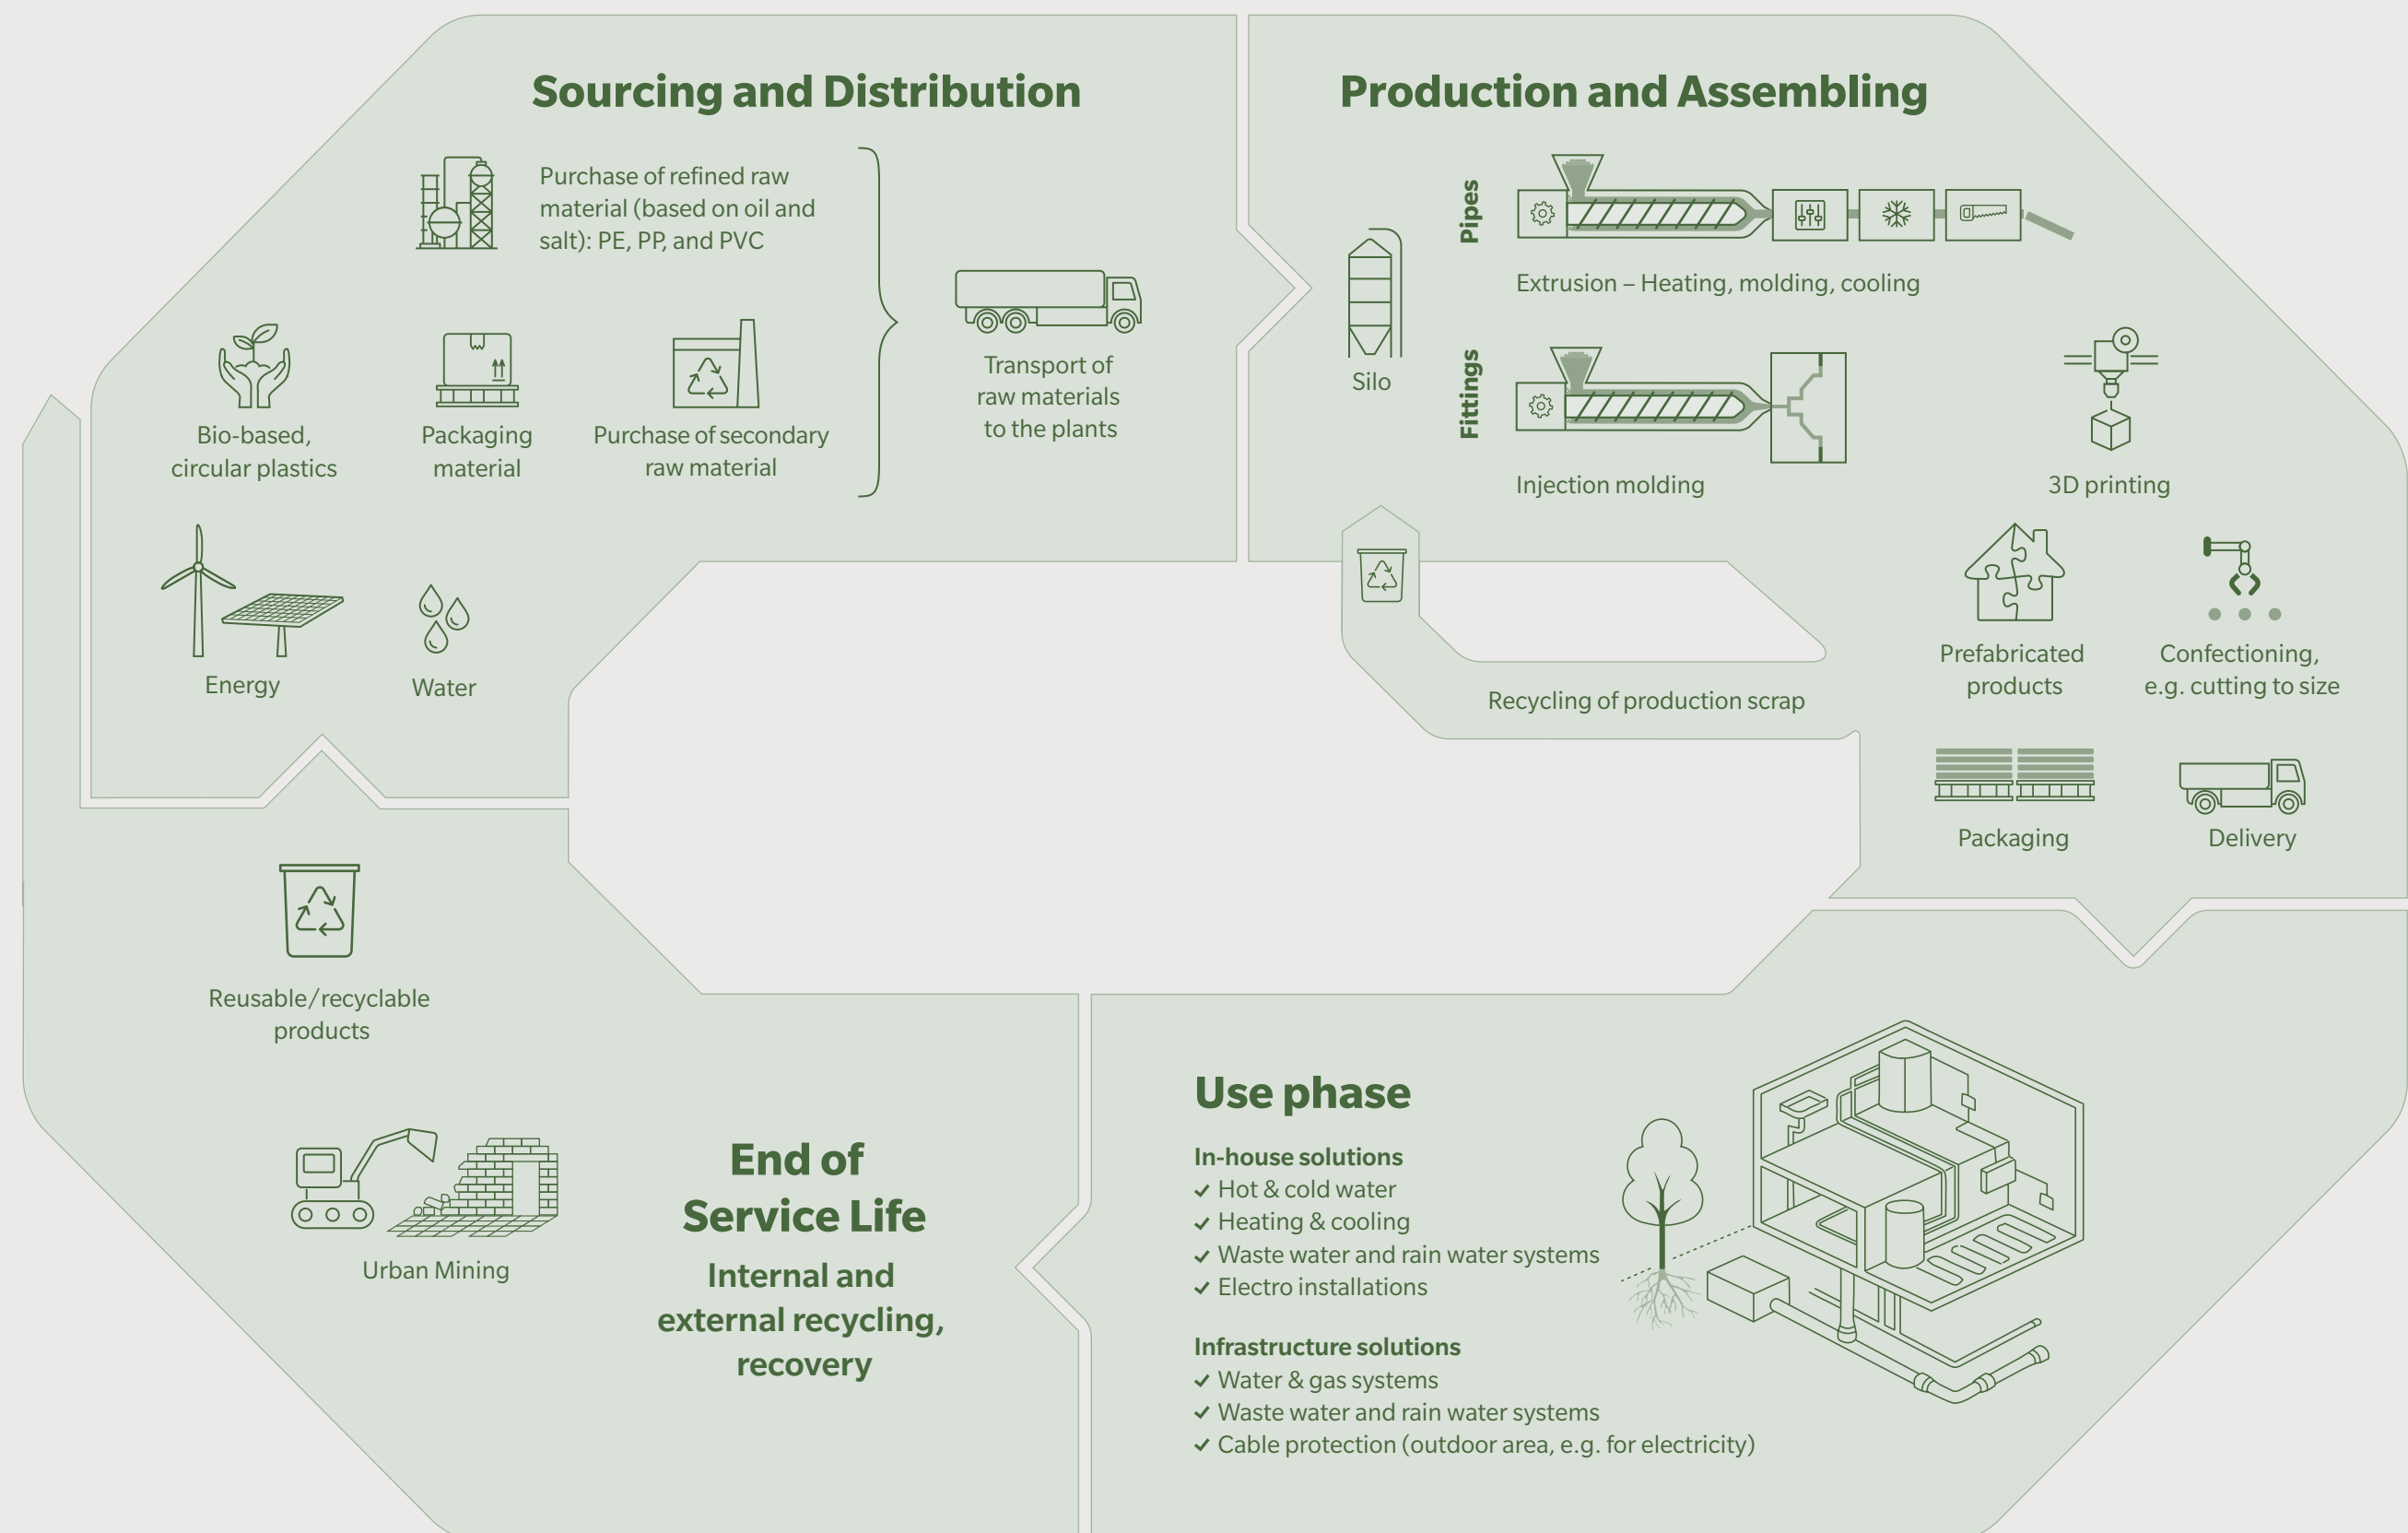 Sourcing and Distribution
Purchase of refined raw
material (based on oil and
salt): PE, PP, and PVC
Bio-based,
circular plastics
Packaging
material
Purchase of secondary
raw material
Transport of
raw materials
to the plants
Energy
Water
Production and Assembling
Silo
Pipes
Extrusion – Heating, molding, cooling
Fittings
Injection molding
3D printing
Recycling of production scrap
Prefabricated
products
Confectioning,
e.g. cutting to size
Packaging
Delivery
Use phase
In-house solutions
Hot & cold water
Heating & cooling
Waste water and rain water systems
Electro installations
Infrastructure solutions
Water & gas systems
Waste water and rain water systems
Cable protection (outdoor area, e.g. for electricity)
End of
Service Life
Internal and
external recycling,
recovery
Reusable/recyclable
products
Urban Mining